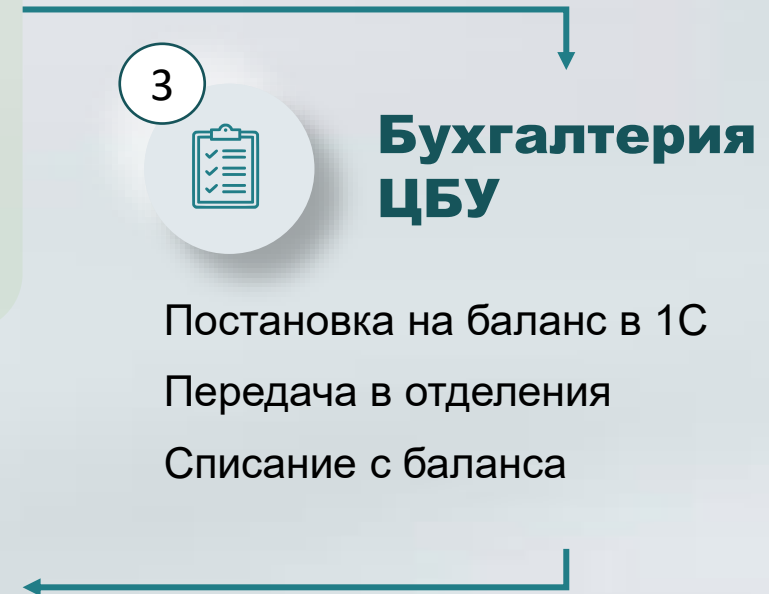 3
Бухгалтерия
ЦБУ
Постановка на баланс в 1С
Передача в отделения
Списание с баланса